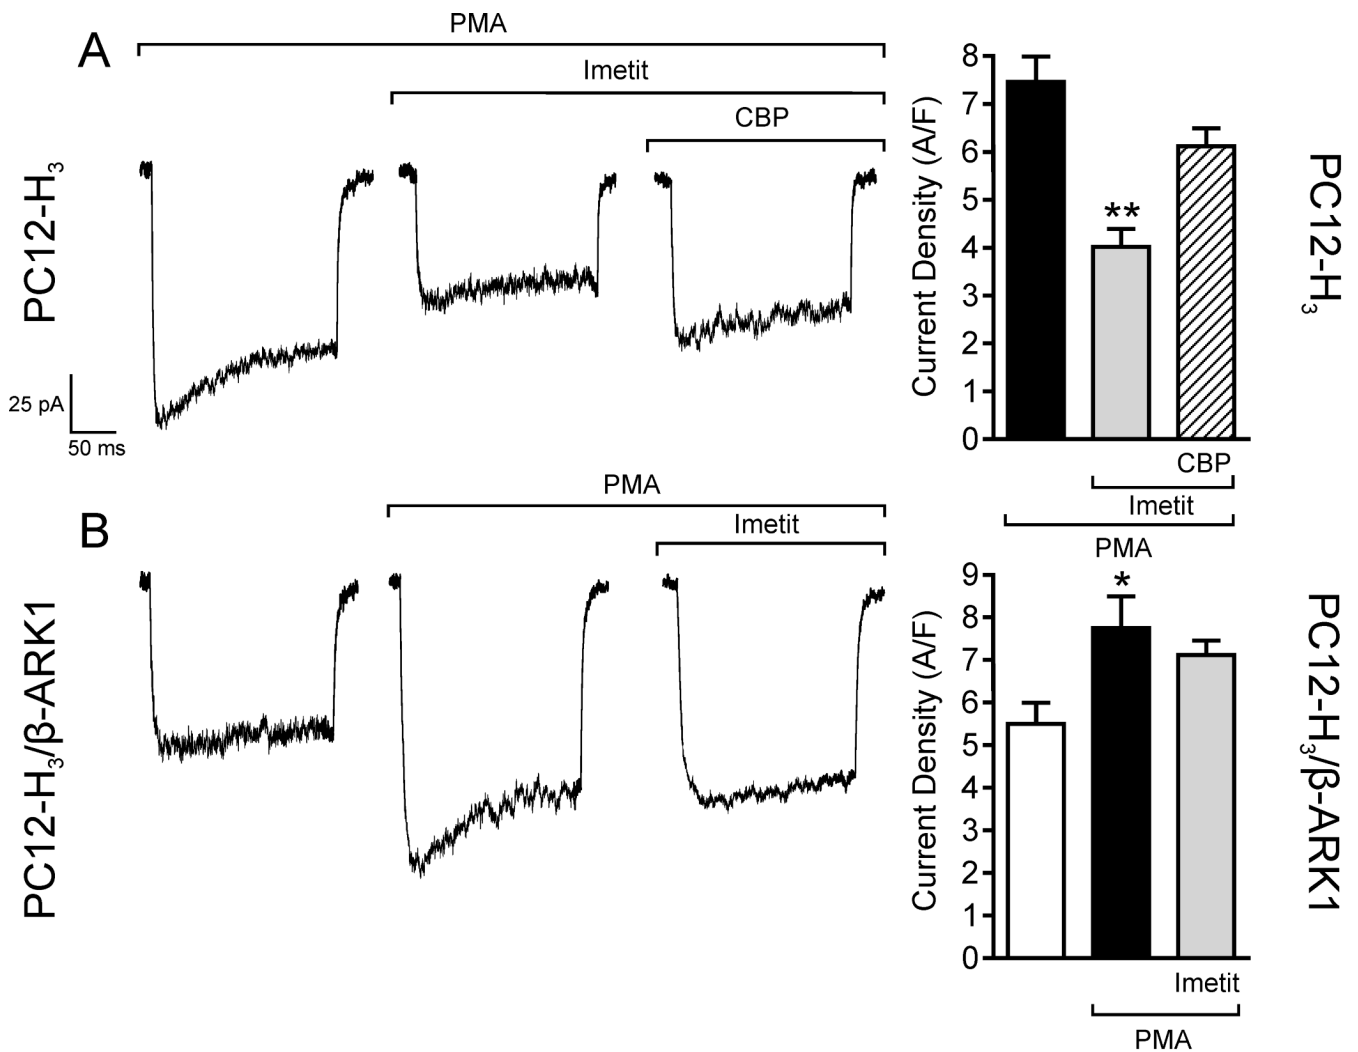 A
PMA
Imetit
CBP
PC12-H3
25 pA
50 ms
Current Density (A/F)
8
7
6
5
4
3
2
1
0
**
CBP
Imetit
PMA
PC12-H3
B
PMA
Imetit
PC12-H3/β-ARK1
Current Density (A/F)
9
8
7
6
5
4
3
2
1
0
*
Imetit
PMA
PC12-H3/β-ARK1